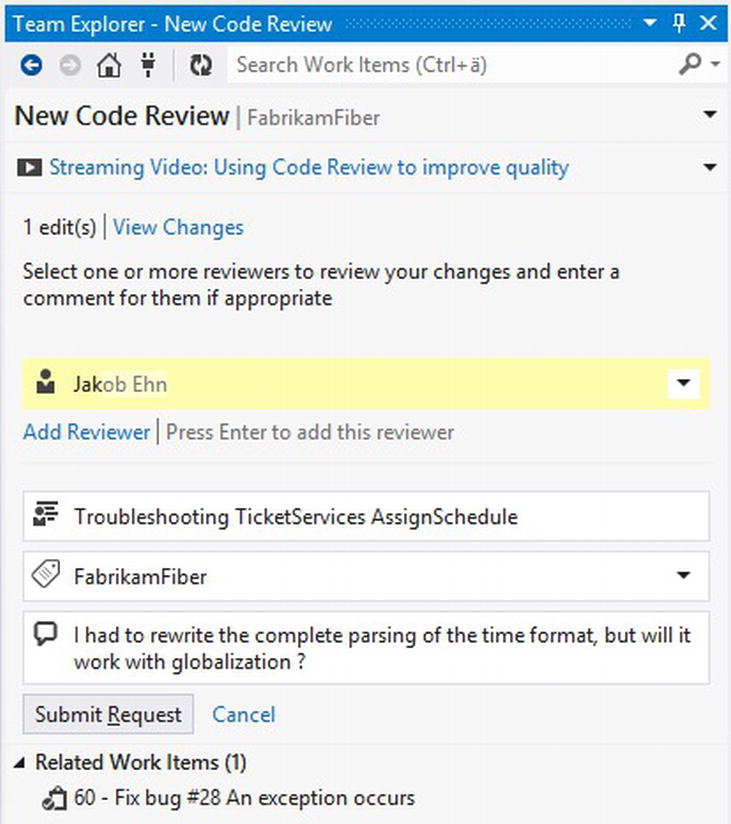 Team Explorer - New Code Review
Search Work Items (Ctrl+ä)
New Code Review | FabrikamFiber
Streaming Video: Using Code Review to improve quality
1 edit(s) | View Changes
Select one or more reviewers to review your changes and enter a
comment for them if appropriate
Jakob Ehn
Add Reviewer | Press Enter to add this reviewer
Troubleshooting TicketServices AssignSchedule
FabrikamFiber
I had to rewrite the complete parsing of the time format, but will it
work with globalization ?
Submit Request Cancel
Related Work Items (1)
60 - Fix bug #28 An exception occurs